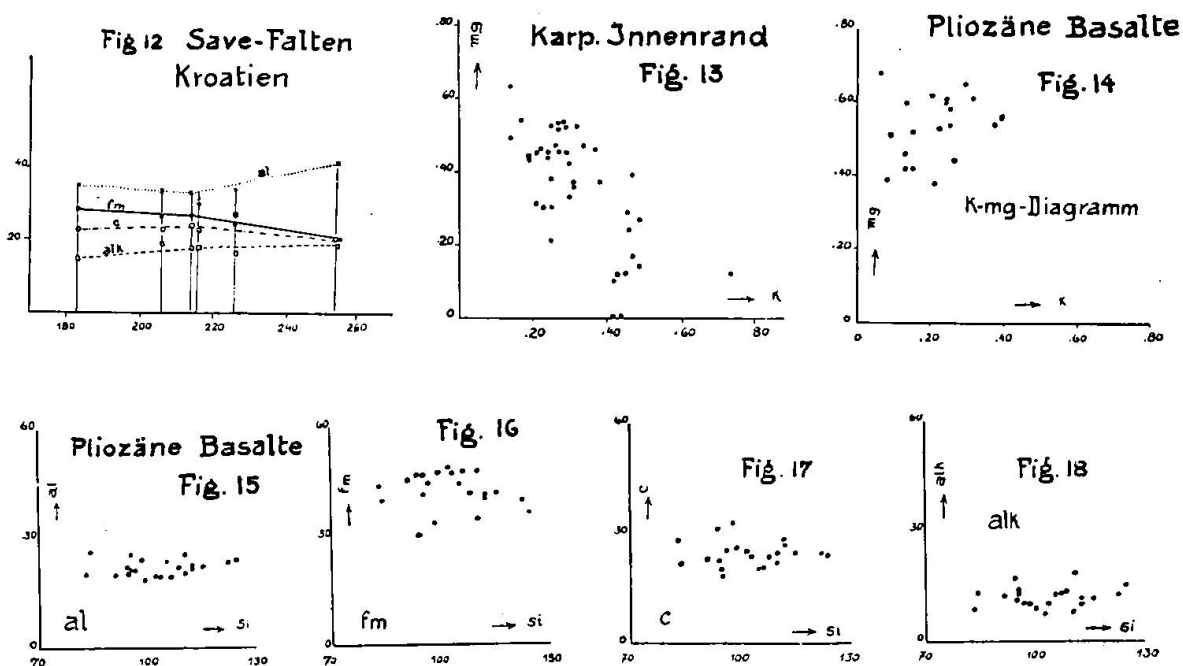 Fig 12 Save-Falten
Kroatien
40
20
al
fm
c
alk
180 200 220 240 260
Karp. Innenrand
Fig. 13
mg
.80
.60
.40
.20
0
K
.20 .40 .60 .80
Pliozäne Basalte
Fig. 14
K-mg-Diagramm
.80
.60
.40
.20
0
mg
K
0 .20 .40 .60 .80
Pliozäne Basalte
Fig. 15
60
30
0
al
al
Si
70 100 130
Fig. 16
60
30
0
fm
fm
Si
70 100 130
Fig. 17
60
30
0
c
C
Si
70 100 130
Fig. 18
60
30
0
alk
alk
Si
70 100 130